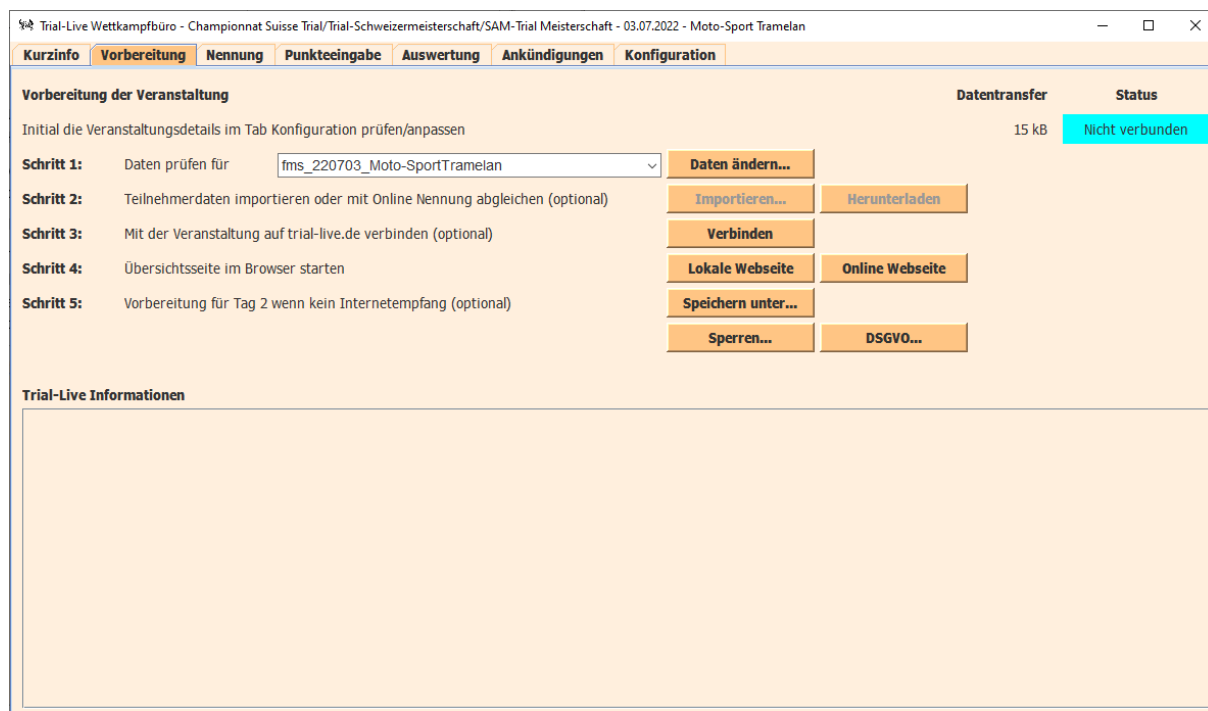 Trial-Live Wettkampfbüro - Championnat Suisse Trial/Trial-Schweizermeisterschaft/SAM-Trial Meisterschaft - 03.07.2022 - Moto-Sport Tramelan
Kurzinfo Vorbereitung Nennung Punkteeingabe Auswertung Ankündigungen Konfiguration
Vorbereitung der Veranstaltung Datentransfer Status
Initial die Veranstaltungsdetails im Tab Konfiguration prüfen/anpassen 15 kB Nicht verbunden
Schritt 1: Daten prüfen für fms_220703_Moto-SportTramelan Daten ändern...
Schritt 2: Teilnehmerdaten importieren oder mit Online Nennung abgleichen (optional) Importieren... Herunterladen
Schritt 3: Mit der Veranstaltung auf trial-live.de verbinden (optional) Verbinden
Schritt 4: Übersichtsseite im Browser starten Lokale Webseite Online Webseite
Schritt 5: Vorbereitung für Tag 2 wenn kein Internetempfang (optional) Speichern unter...
Sperren... DSGVO...
Trial-Live Informationen